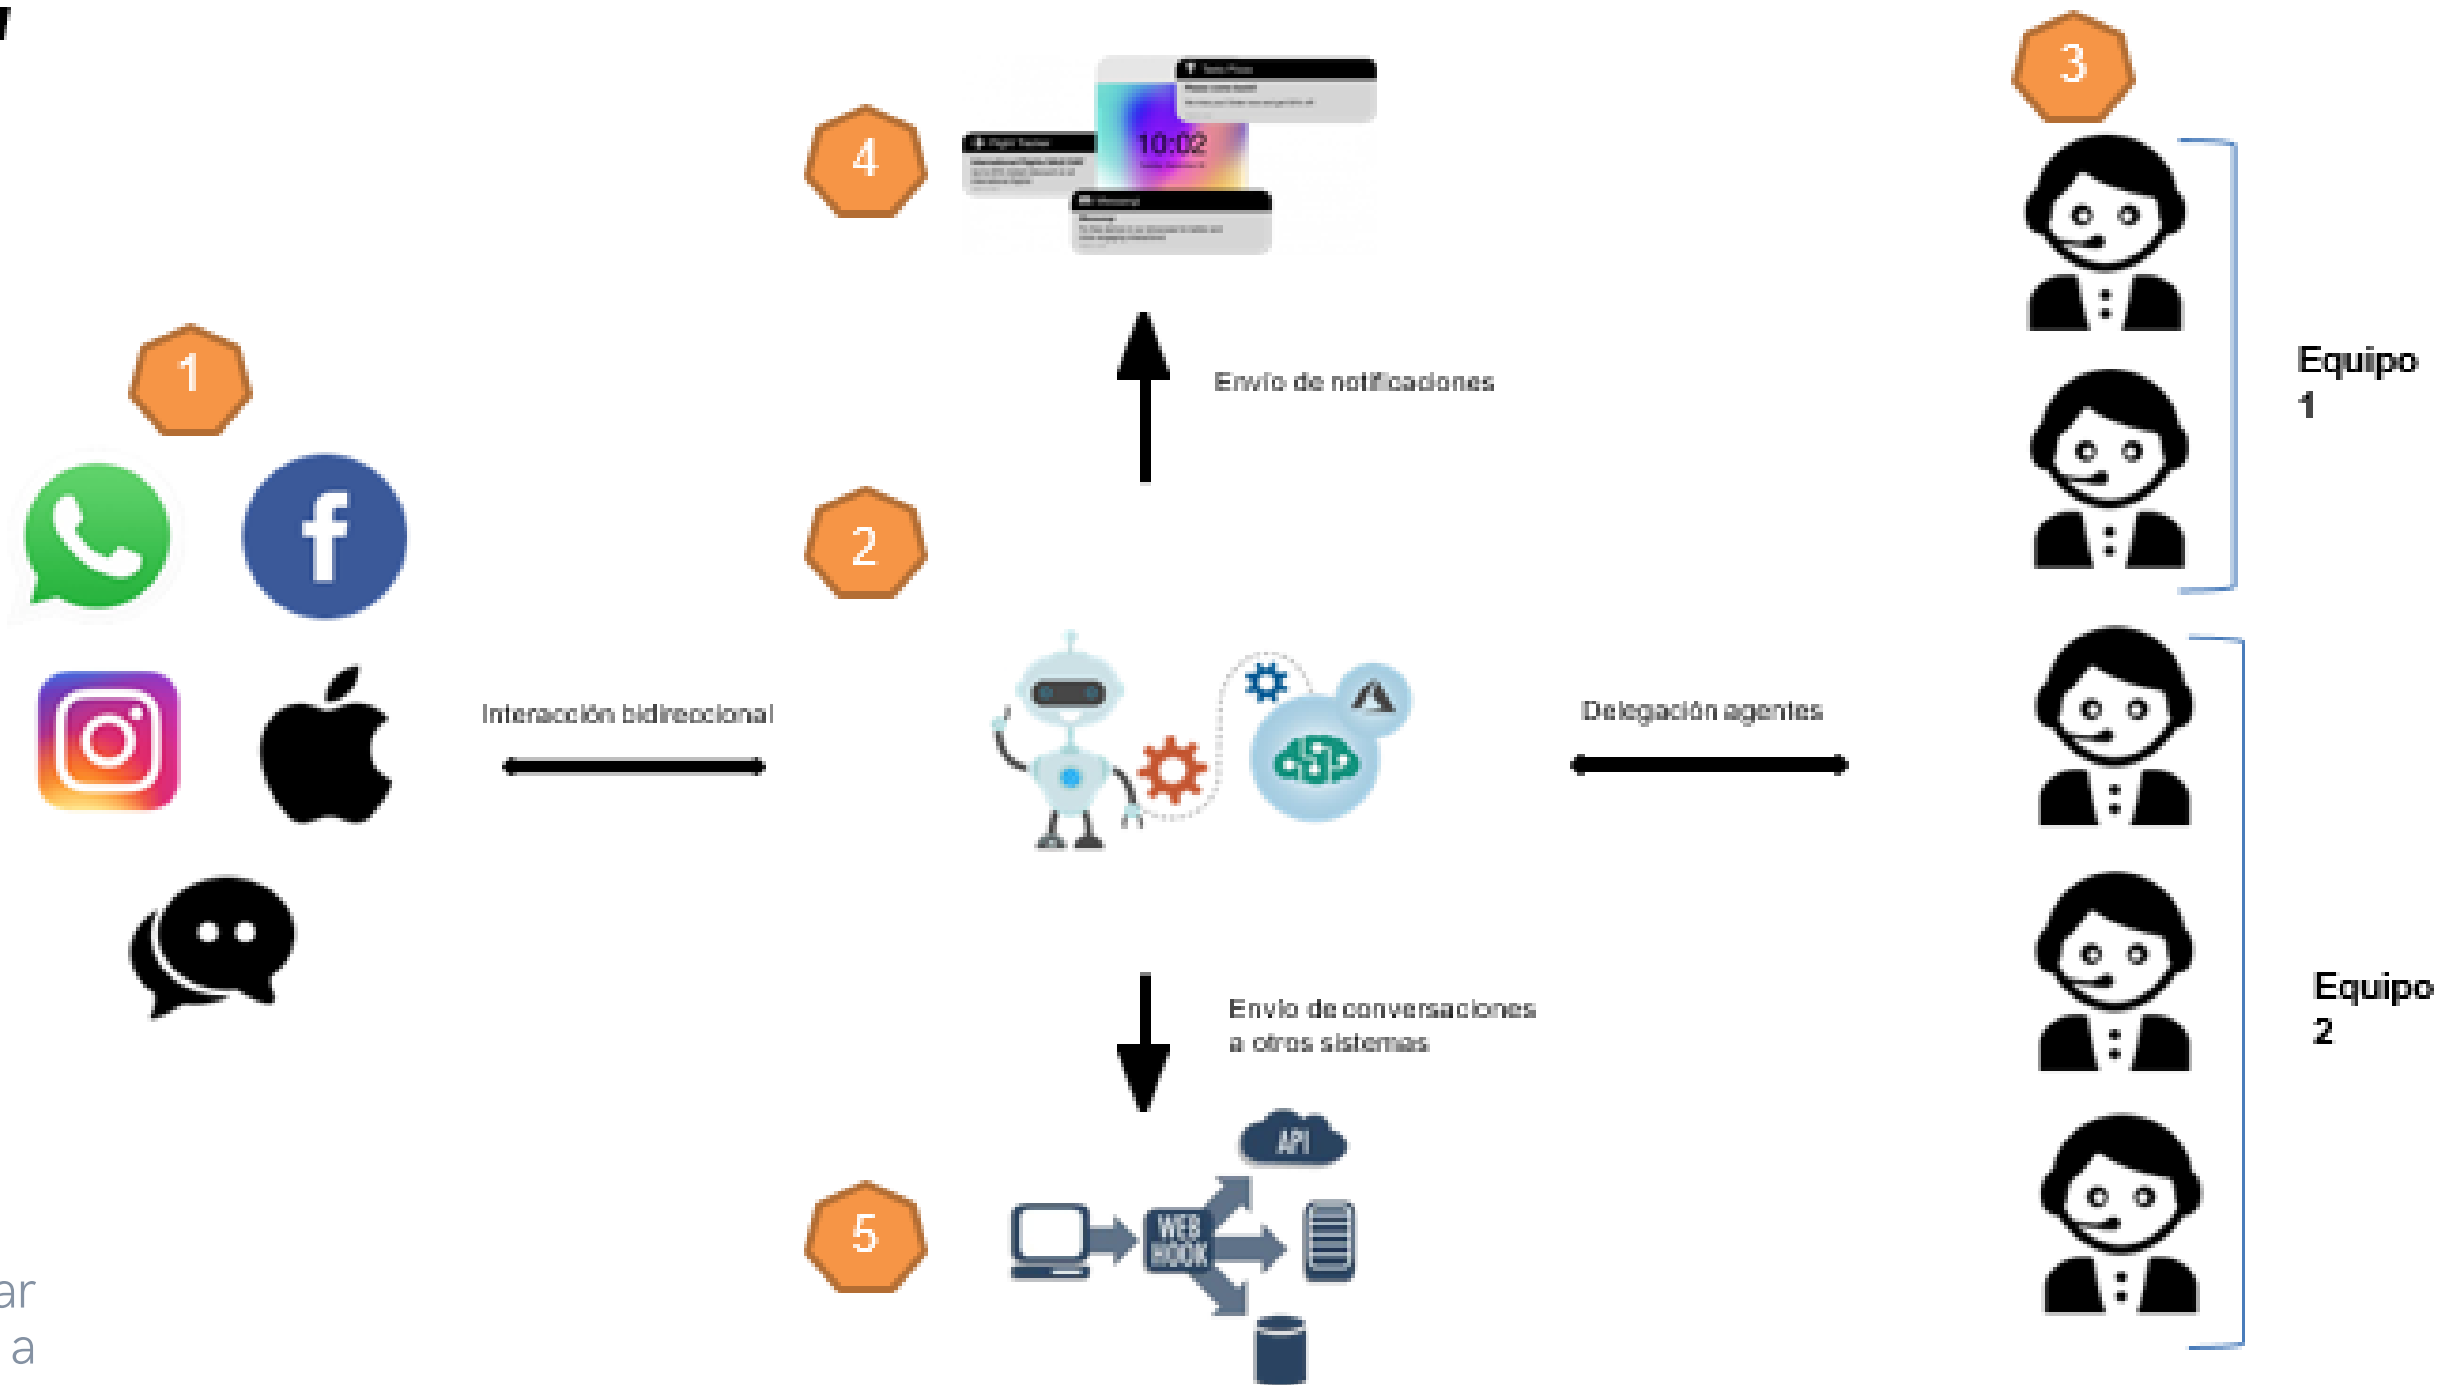 3
4
10:02
1
Equipo
1
Envío de notificaciones
2
Interacción bidireccional
Delegación agentes
Equipo
2
Envío de conversaciones
a otros sistemas
API
5
WEB
HOOK
ar
a